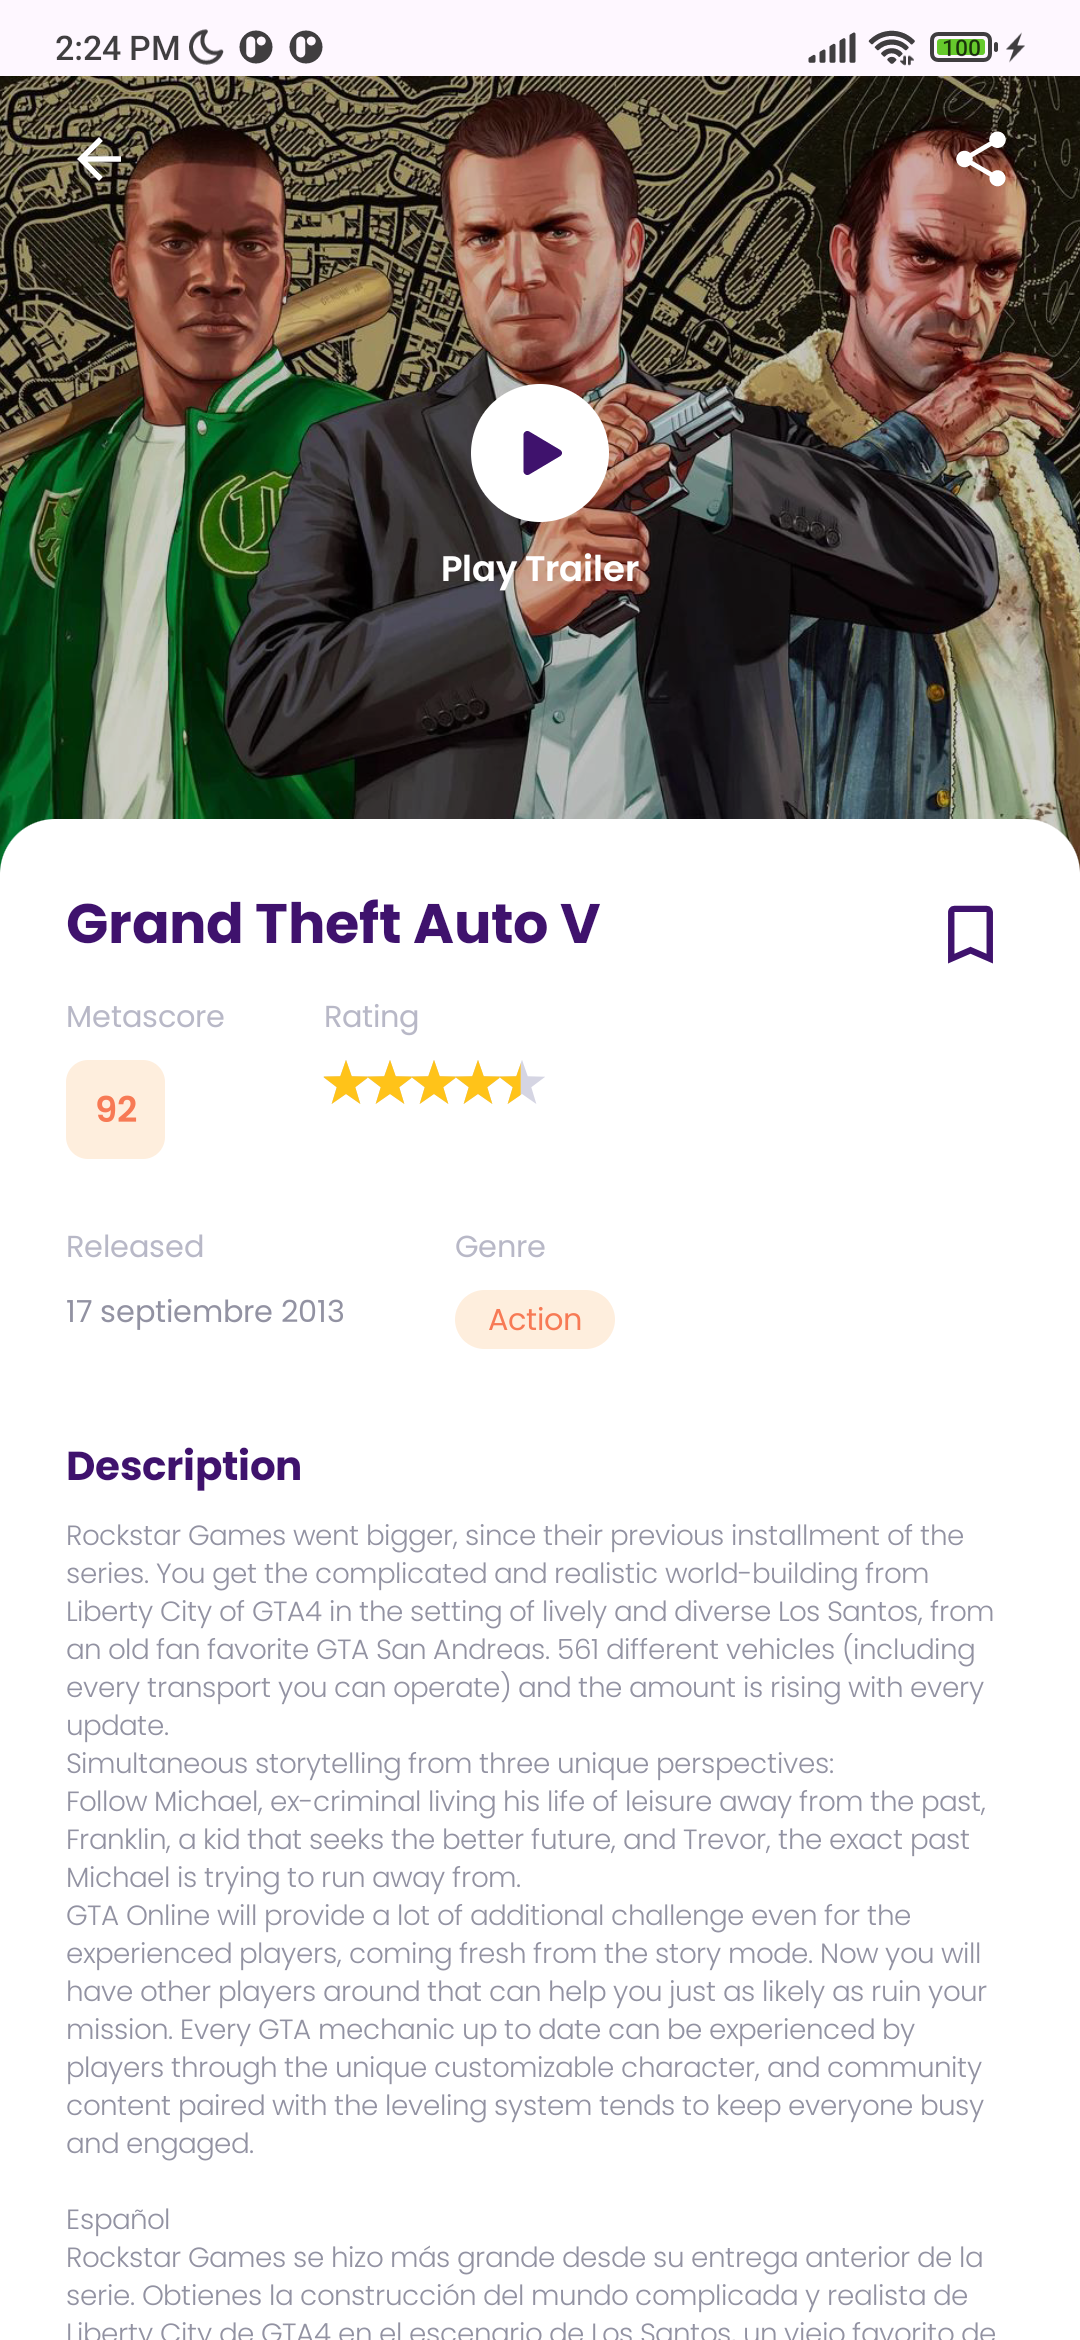 2:24 PM
100
Play Trailer
Grand Theft Auto V
Metascore
Rating
92
Released
Genre
17 septiembre 2013
Action
Description
Rockstar Games went bigger, since their previous installment of the
series. You get the complicated and realistic world-building from
Liberty City of GTA4 in the setting of lively and diverse Los Santos, from
an old fan favorite GTA San Andreas. 561 different vehicles (including
every transport you can operate) and the amount is rising with every
update.
Simultaneous storytelling from three unique perspectives:
Follow Michael, ex-criminal living his life of leisure away from the past,
Franklin, a kid that seeks the better future, and Trevor, the exact past
Michael is trying to run away from.
GTA Online will provide a lot of additional challenge even for the
experienced players, coming fresh from the story mode. Now you will
have other players around that can help you just as likely as ruin your
mission. Every GTA mechanic up to date can be experienced by
players through the unique customizable character, and community
content paired with the leveling system tends to keep everyone busy
and engaged.
Español
Rockstar Games se hizo más grande desde su entrega anterior de la
serie. Obtienes la construcción del mundo complicada y realista de
Liberty City de GTA4 en el escenario de Los Santos, un viejo favorito de